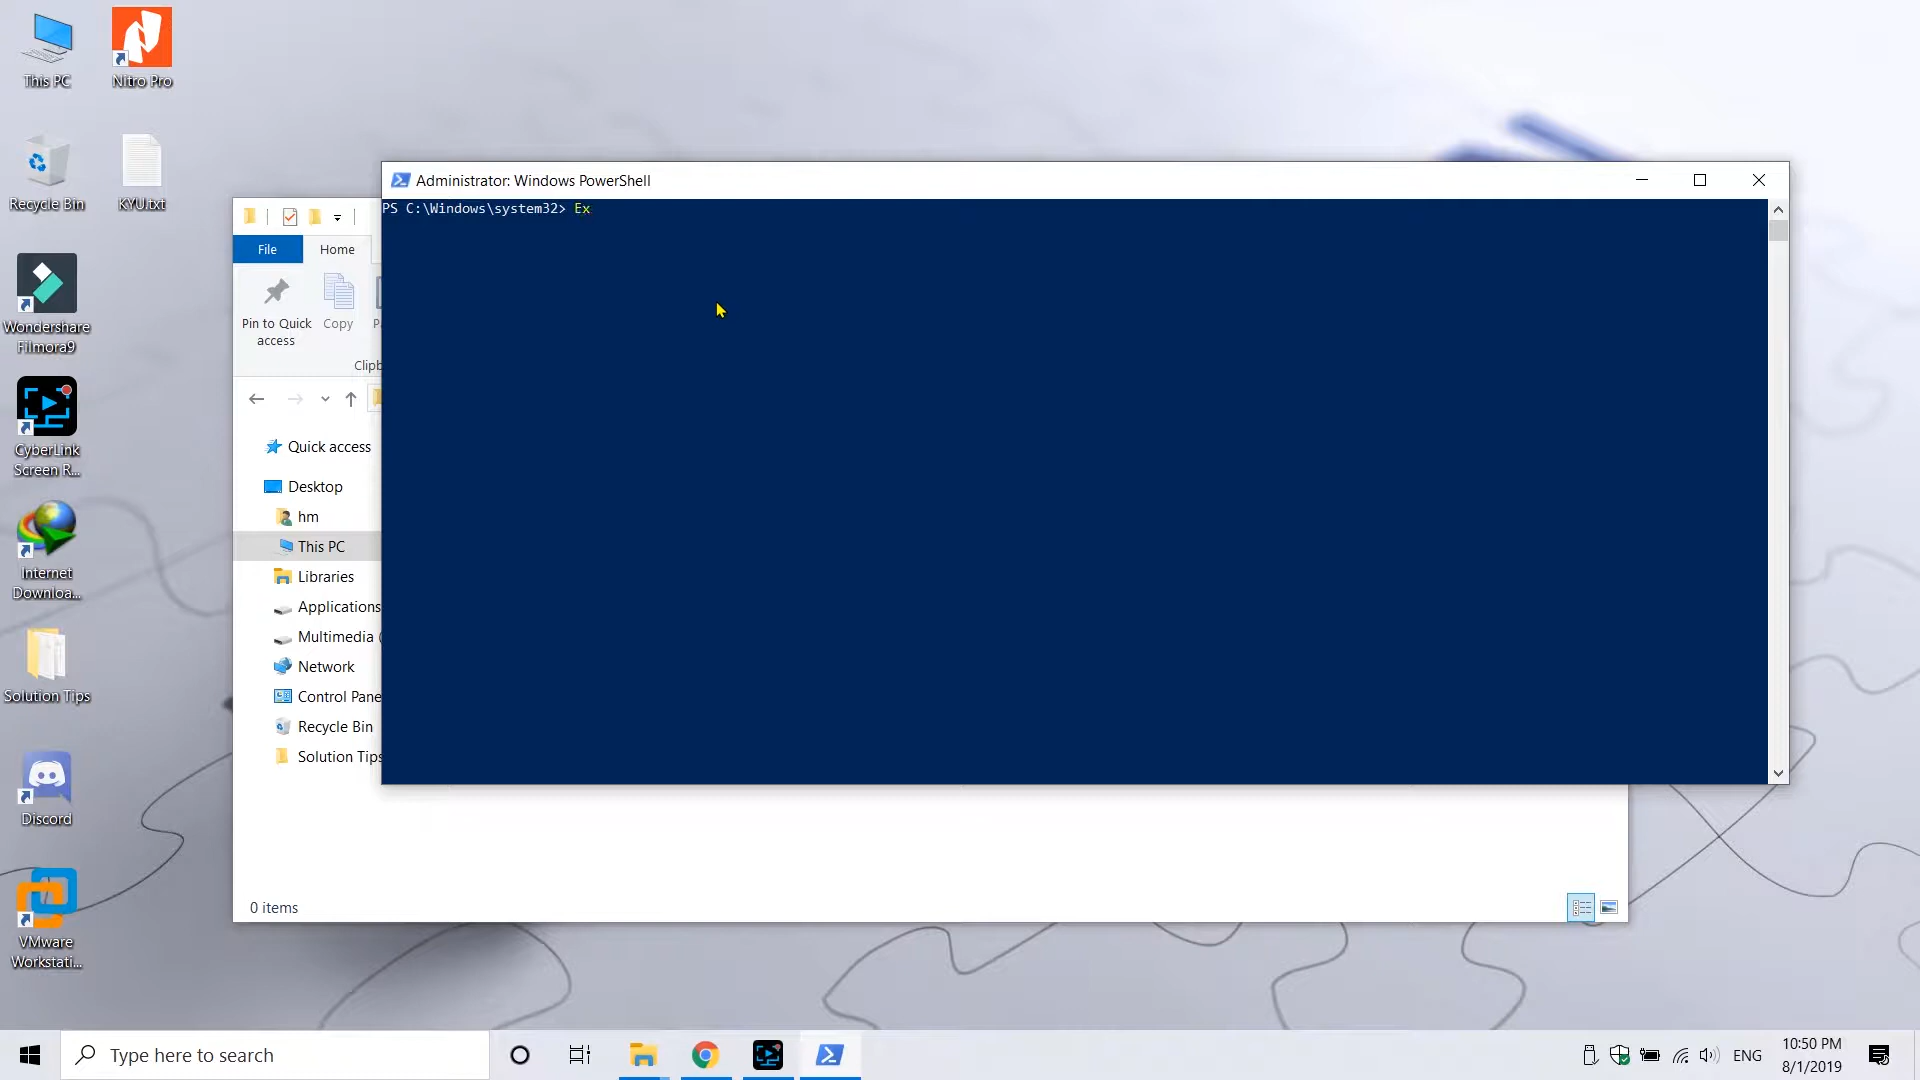 This PC
Nitro Pro
Recycle Bin
KYU.txt
Wondershare
Filmora9
CyberLink
Screen R...
Internet
Downloa...
Solution Tips
Discord
VMware
Workstati...
File
Home
Pin to Quick
access
Copy
Pa
Clipb
Quick access
Desktop
hm
This PC
Libraries
Applications
Multimedia (
Network
Control Pane
Recycle Bin
Solution Tips
0 items
Administrator: Windows PowerShell
PS C:\Windows\system32> Ex
Type here to search
ENG
10:50 PM
8/1/2019